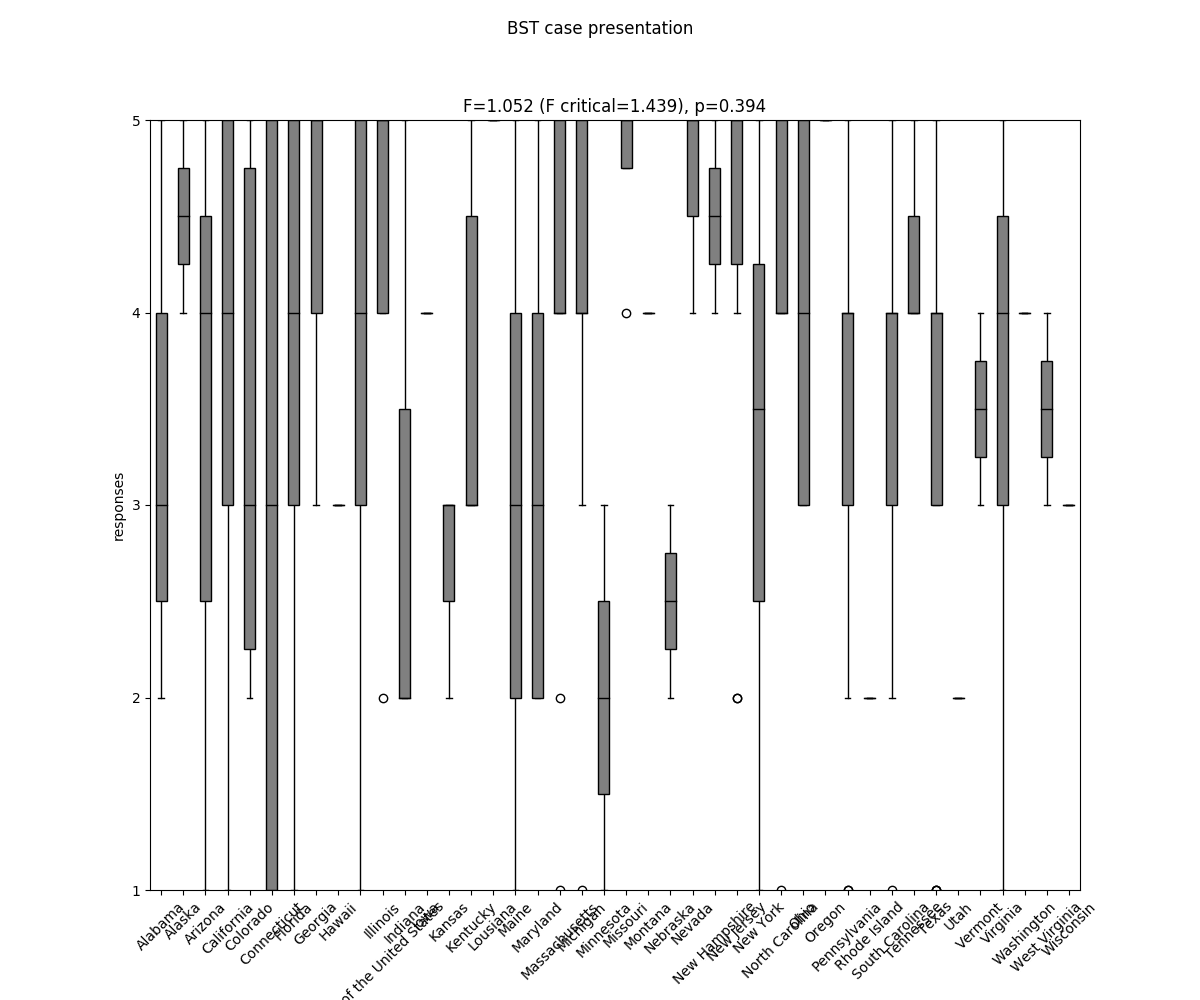 BST case presentation
F=1.052 (F critical=1.439), p=0.394
5
4
3
2
1
responses
Alabama
Alaska
Arizona
California
Colorado
Connecticut
Florida
Georgia
Hawaii
of the United States
Illinois
Indiana
Iowa
Kansas
Kentucky
Lousiana
Maine
Maryland
Massachusetts
Michigan
Minnesota
Missouri
Montana
Nebraska
Nevada
New Hampshire
New Jersey
New York
North Carolina
Ohio
Oregon
Pennsylvania
Rhode Island
South Carolina
Tennessee
Texas
Utah
Vermont
Virginia
Washington
West Virginia
Wisconsin